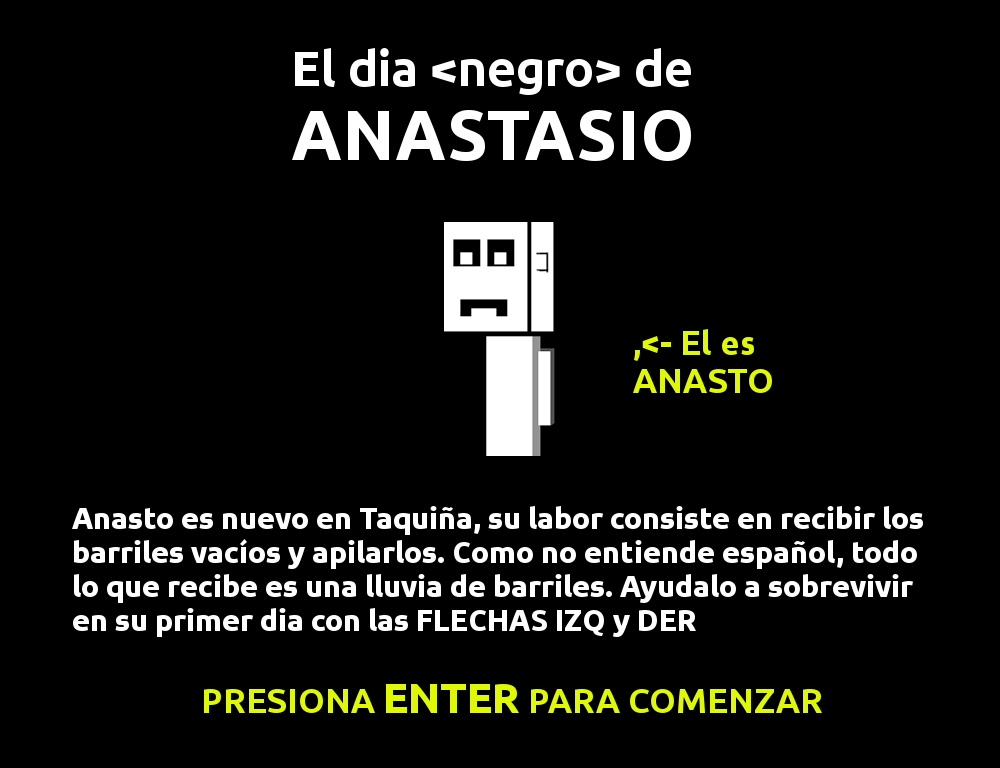 El dia <negro> de
ANASTASIO
,<- El es
ANASTO
Anasto es nuevo en Taquiña, su labor consiste en recibir los
barriles vacíos y apilarlos. Como no entiende español, todo
lo que recibe es una lluvia de barriles. Ayudalo a sobrevivir
en su primer dia con las FLECHAS IZQ y DER
PRESIONA ENTER PARA COMENZAR